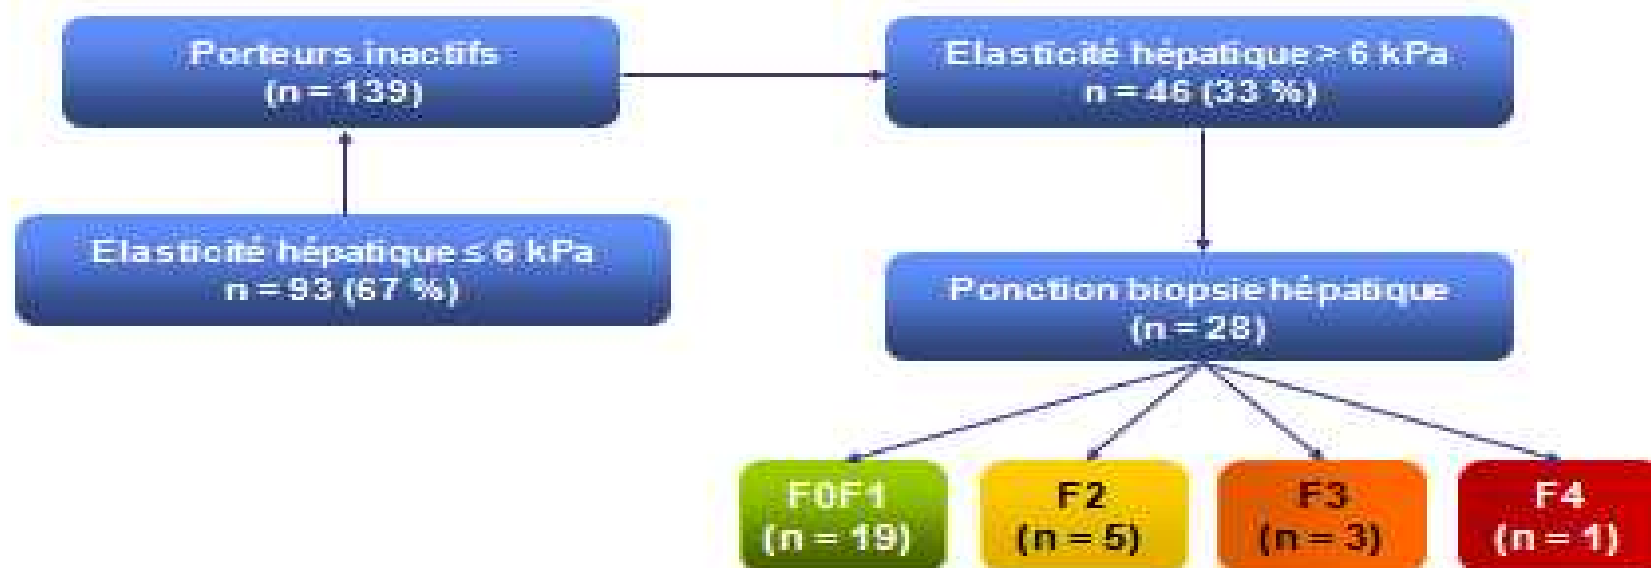 Porteurs inactifs
(n = 139)
Elasticité hépatique > 6 kPa
n = 46 (33 %)
Elasticité hépatique ≤ 6 kPa
n = 93 (67 %)
Ponction biopsie hépatique
(n = 28)
F0F1
(n = 19)
F2
(n = 5)
F3
(n = 3)
F4
(n = 1)